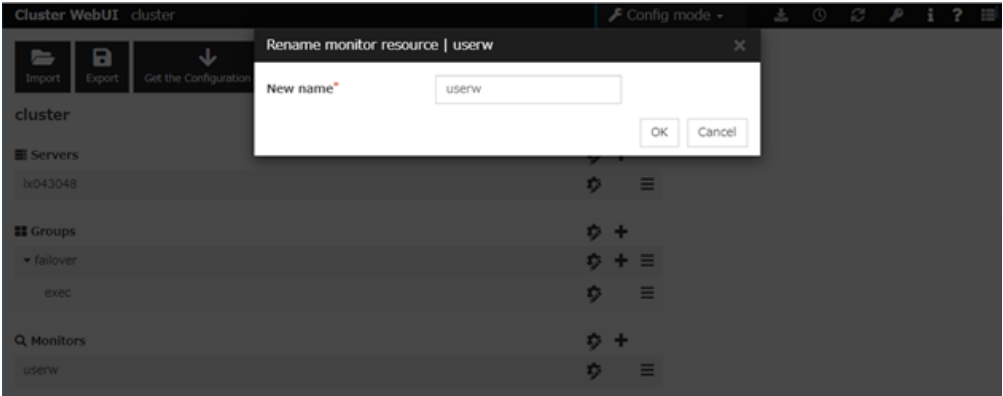 Cluster WebUI cluster Config mode
Rename monitor resource | userw
Import Export Get the Configuration
New name* userw
cluster
OK Cancel
Servers
lx043048
Groups
failover
exec
Monitors
userw